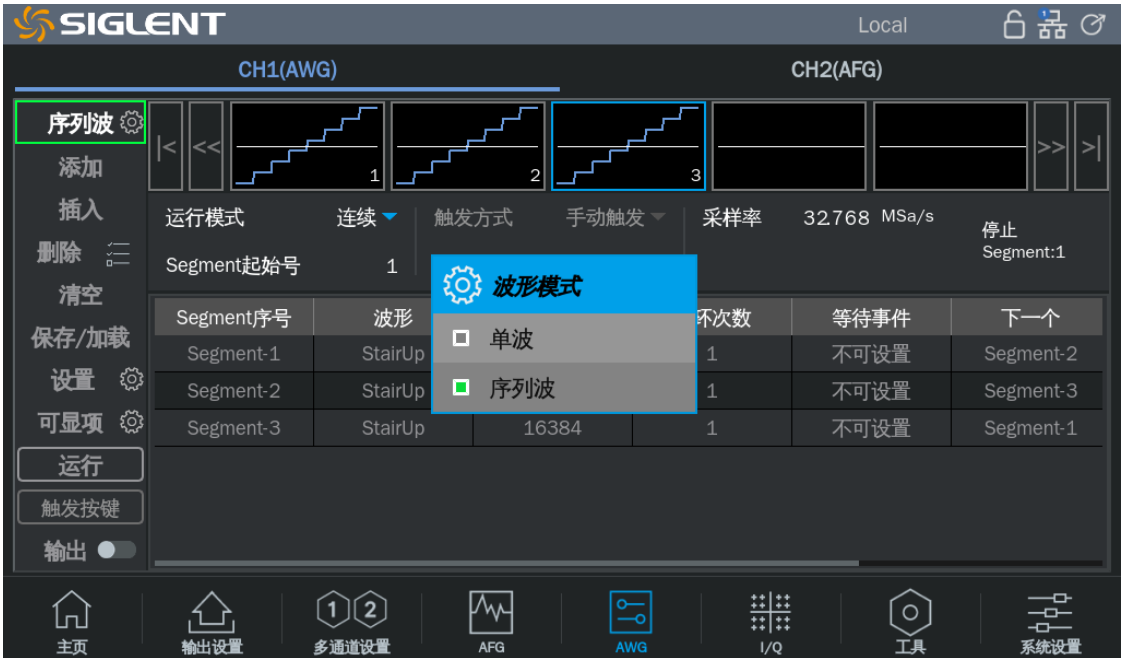 SIGLENT Local 1
CH1(AWG) CH2(AFG)
序列波
添加
插入
删除
清空
保存/加载
设置
可显项
运行
触发按键
输出
|< << 1 2 3 >> >|
运行模式 连续 触发方式 手动触发 采样率 32.768 MSa/s
停止
Segment起始号 1 Segment:1
波形模式
单波
序列波
Segment序号 波形 环次数 等待事件 下一个
Segment-1 StairUp 1 不可设置 Segment-2
Segment-2 StairUp 1 不可设置 Segment-3
Segment-3 StairUp 16384 1 不可设置 Segment-1
1 2
主页 输出设置 多通道设置 AFG AWG I/Q 工具 系统设置